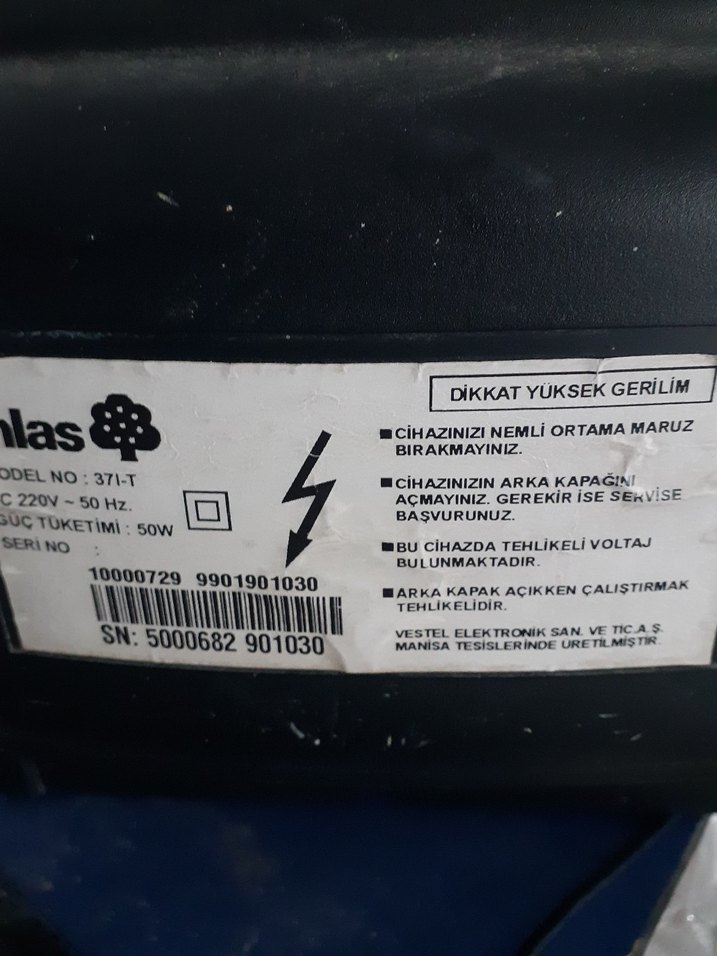 DİKKAT YÜKSEK GERİLİM
hlas
ODEL NO : 37I-T
C 220V ~ 50 Hz.
GÜÇ TÜKETİMİ : 50W
SERİ NO :
10000729 9901901030
SN: 5000682 901030
CİHAZINIZI NEMLİ ORTAMA MARUZ
BIRAKMAYINIZ.
CİHAZINIZIN ARKA KAPAĞINI
AÇMAYINIZ. GEREKİR İSE SERVİSE
BAŞVURUNUZ.
BU CİHAZDA TEHLİKELİ VOLTAJ
BULUNMAKTADIR.
ARKA KAPAK AÇIKKEN ÇALIŞTIRMAK
TEHLİKELİDİR.
VESTEL ELEKTRONİK SAN. VE TİC.A.Ş.
MANİSA TESİSLERİNDE ÜRETİLMİŞTİR.